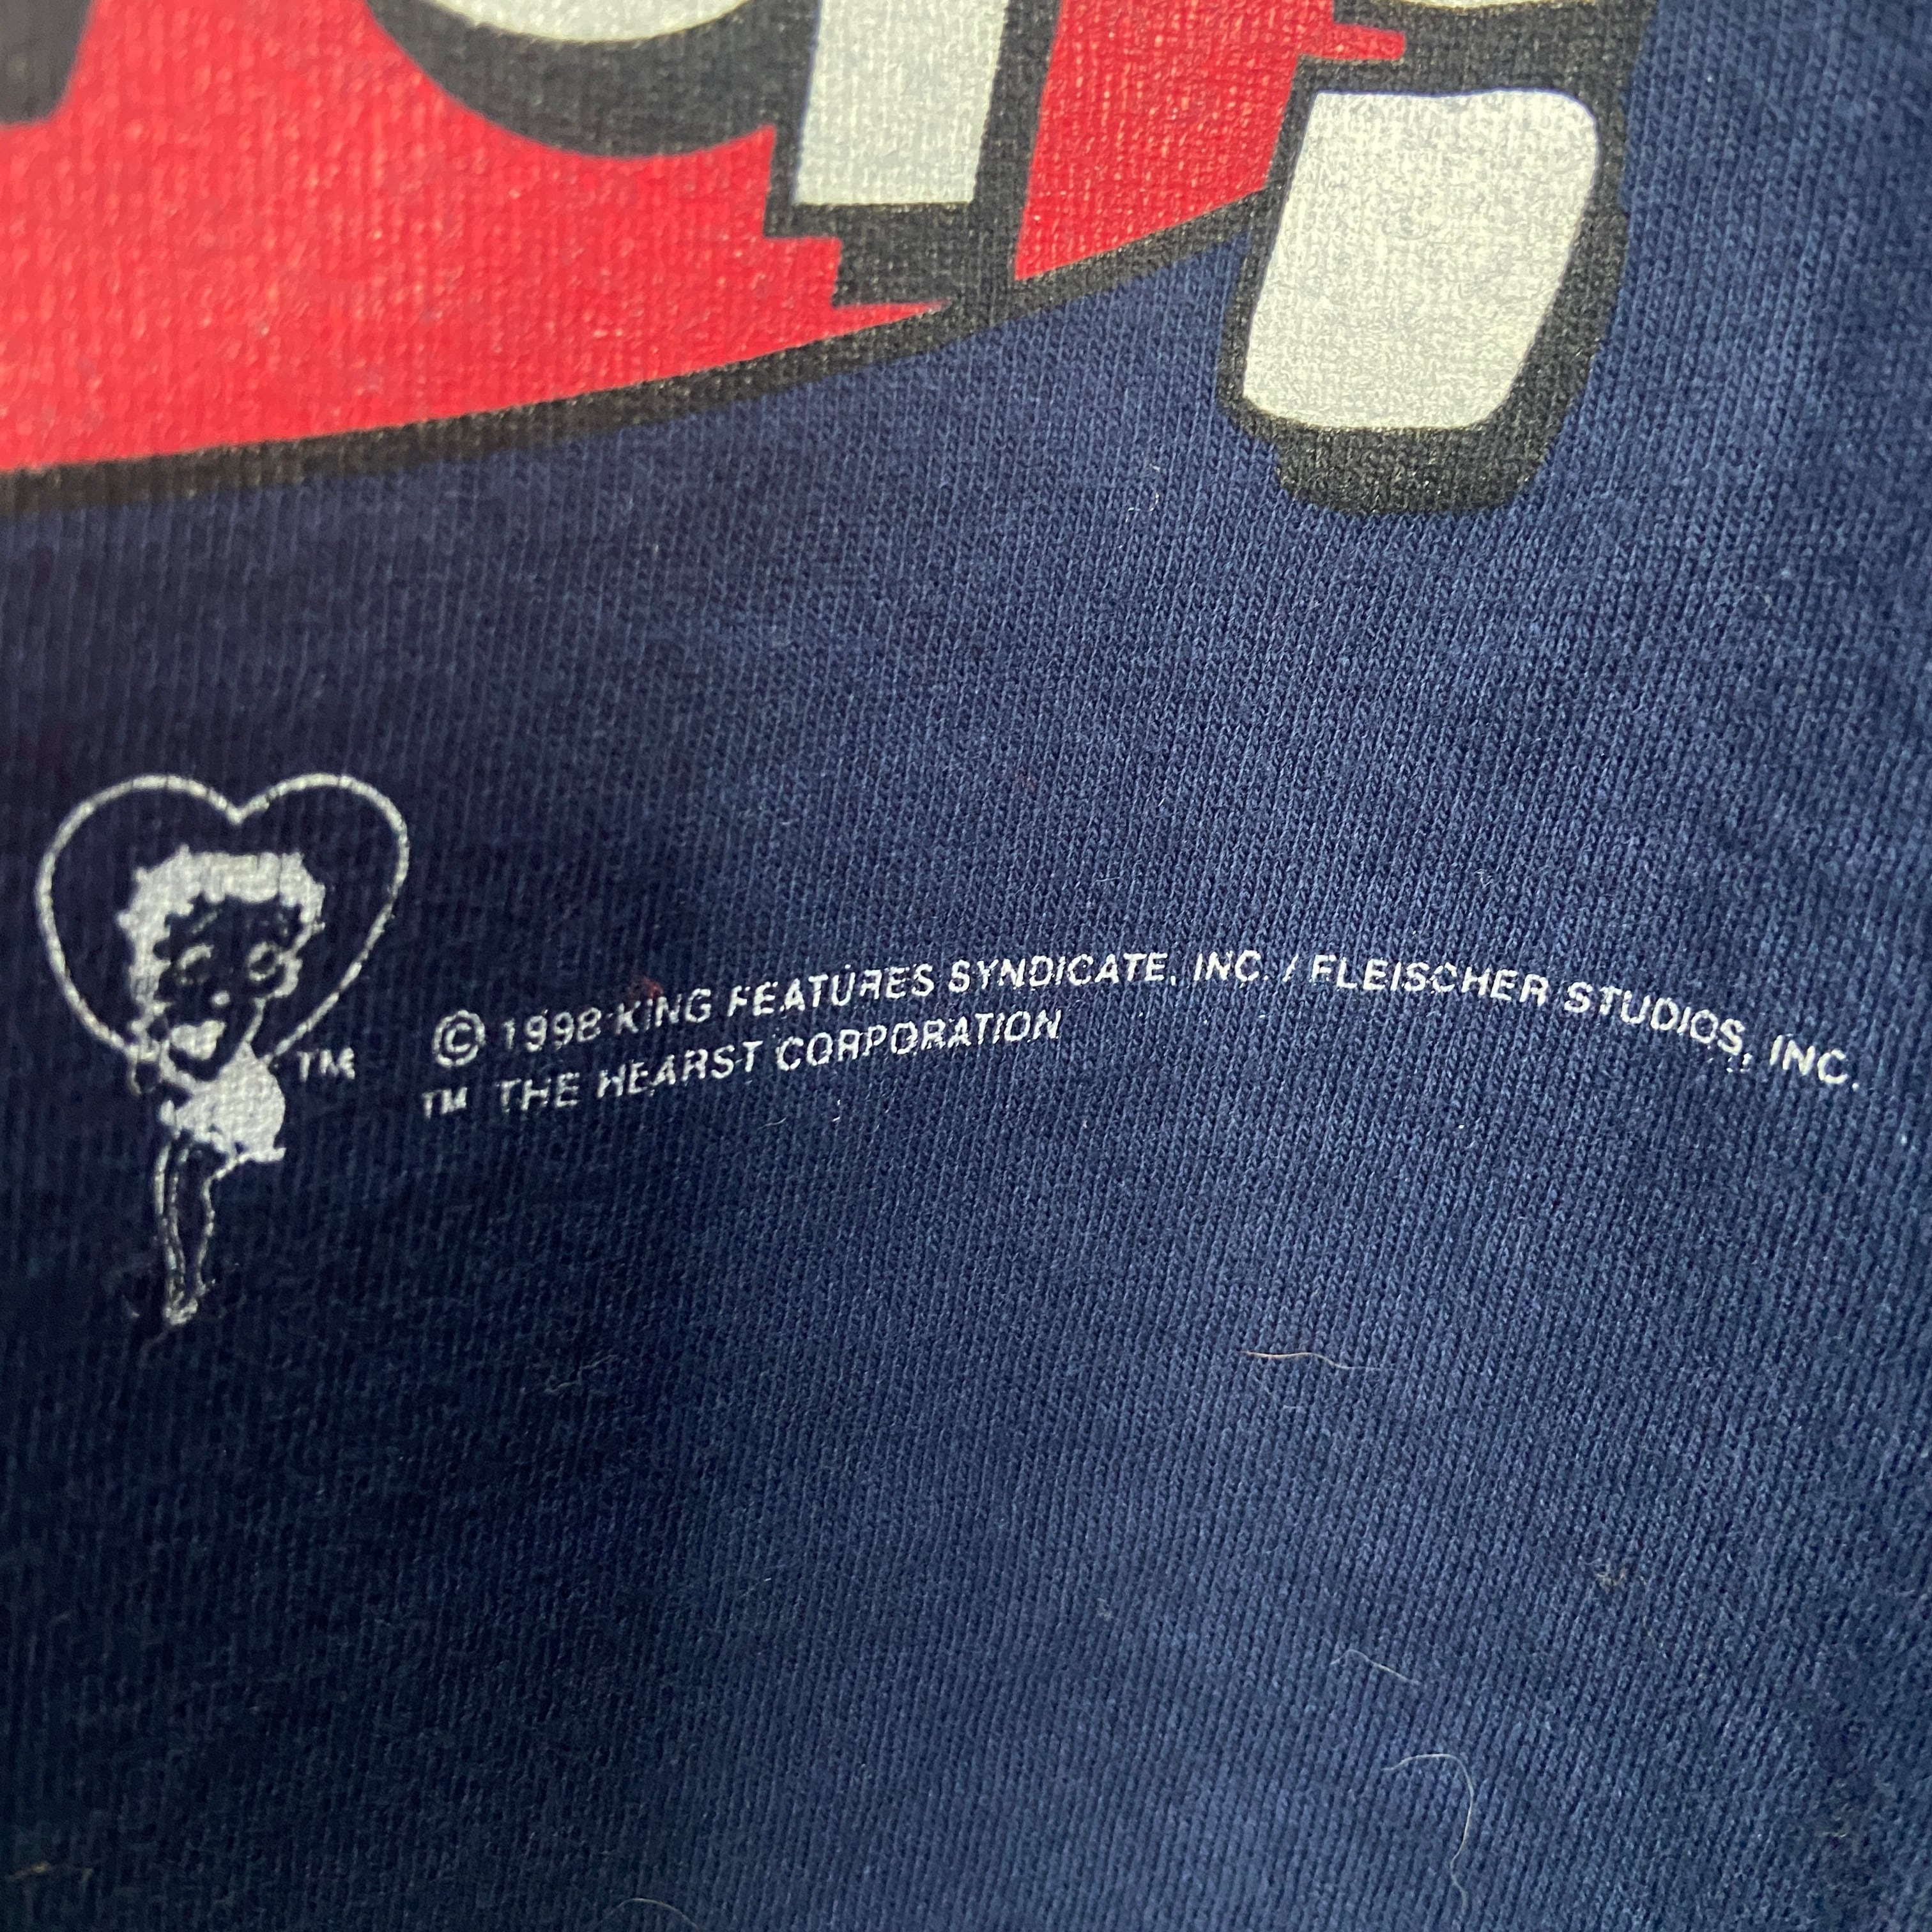 TM
© 1998 KING FEATURES SYNDICATE, INC. / FLEISCHER STUDIOS, INC.
TM THE HEARST CORPORATION